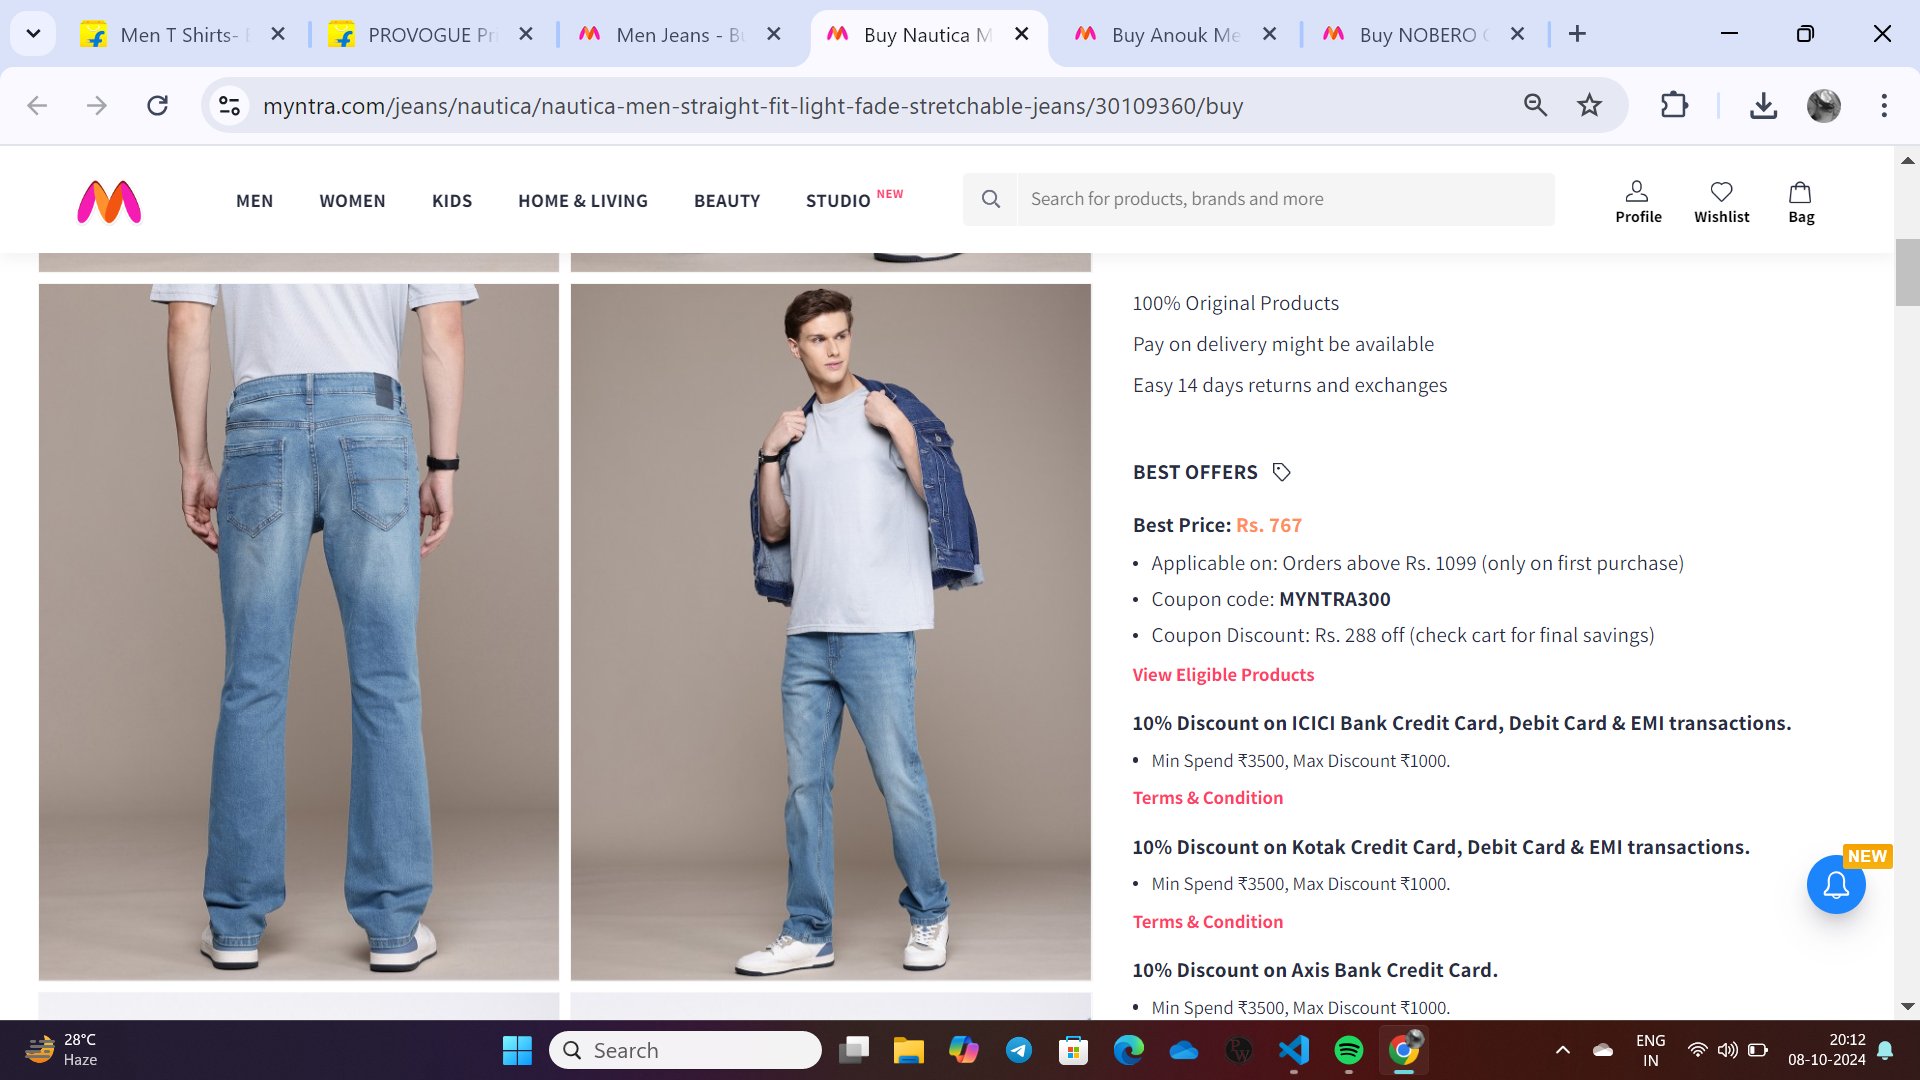 Men T Shirts-
PROVOGUE Pri
Men Jeans - Bu
Buy Nautica M
Buy Anouk Me
Buy NOBERO
myntra.com/jeans/nautica/nautica-men-straight-fit-light-fade-stretchable-jeans/30109360/buy
MEN
WOMEN
KIDS
HOME & LIVING
BEAUTY
STUDIO NEW
Search for products, brands and more
Profile
Wishlist
Bag
100% Original Products
Pay on delivery might be available
Easy 14 days returns and exchanges
BEST OFFERS
Best Price: Rs. 767
• Applicable on: Orders above Rs. 1099 (only on first purchase)
• Coupon code: MYNTRA300
• Coupon Discount: Rs. 288 off (check cart for final savings)
View Eligible Products
10% Discount on ICICI Bank Credit Card, Debit Card & EMI transactions.
• Min Spend ₹3500, Max Discount ₹1000.
Terms & Condition
10% Discount on Kotak Credit Card, Debit Card & EMI transactions.
• Min Spend ₹3500, Max Discount ₹1000.
Terms & Condition
10% Discount on Axis Bank Credit Card.
• Min Spend ₹3500, Max Discount ₹1000.
NEW
28°C
Haze
Search
ENG
IN
20:12
08-10-2024